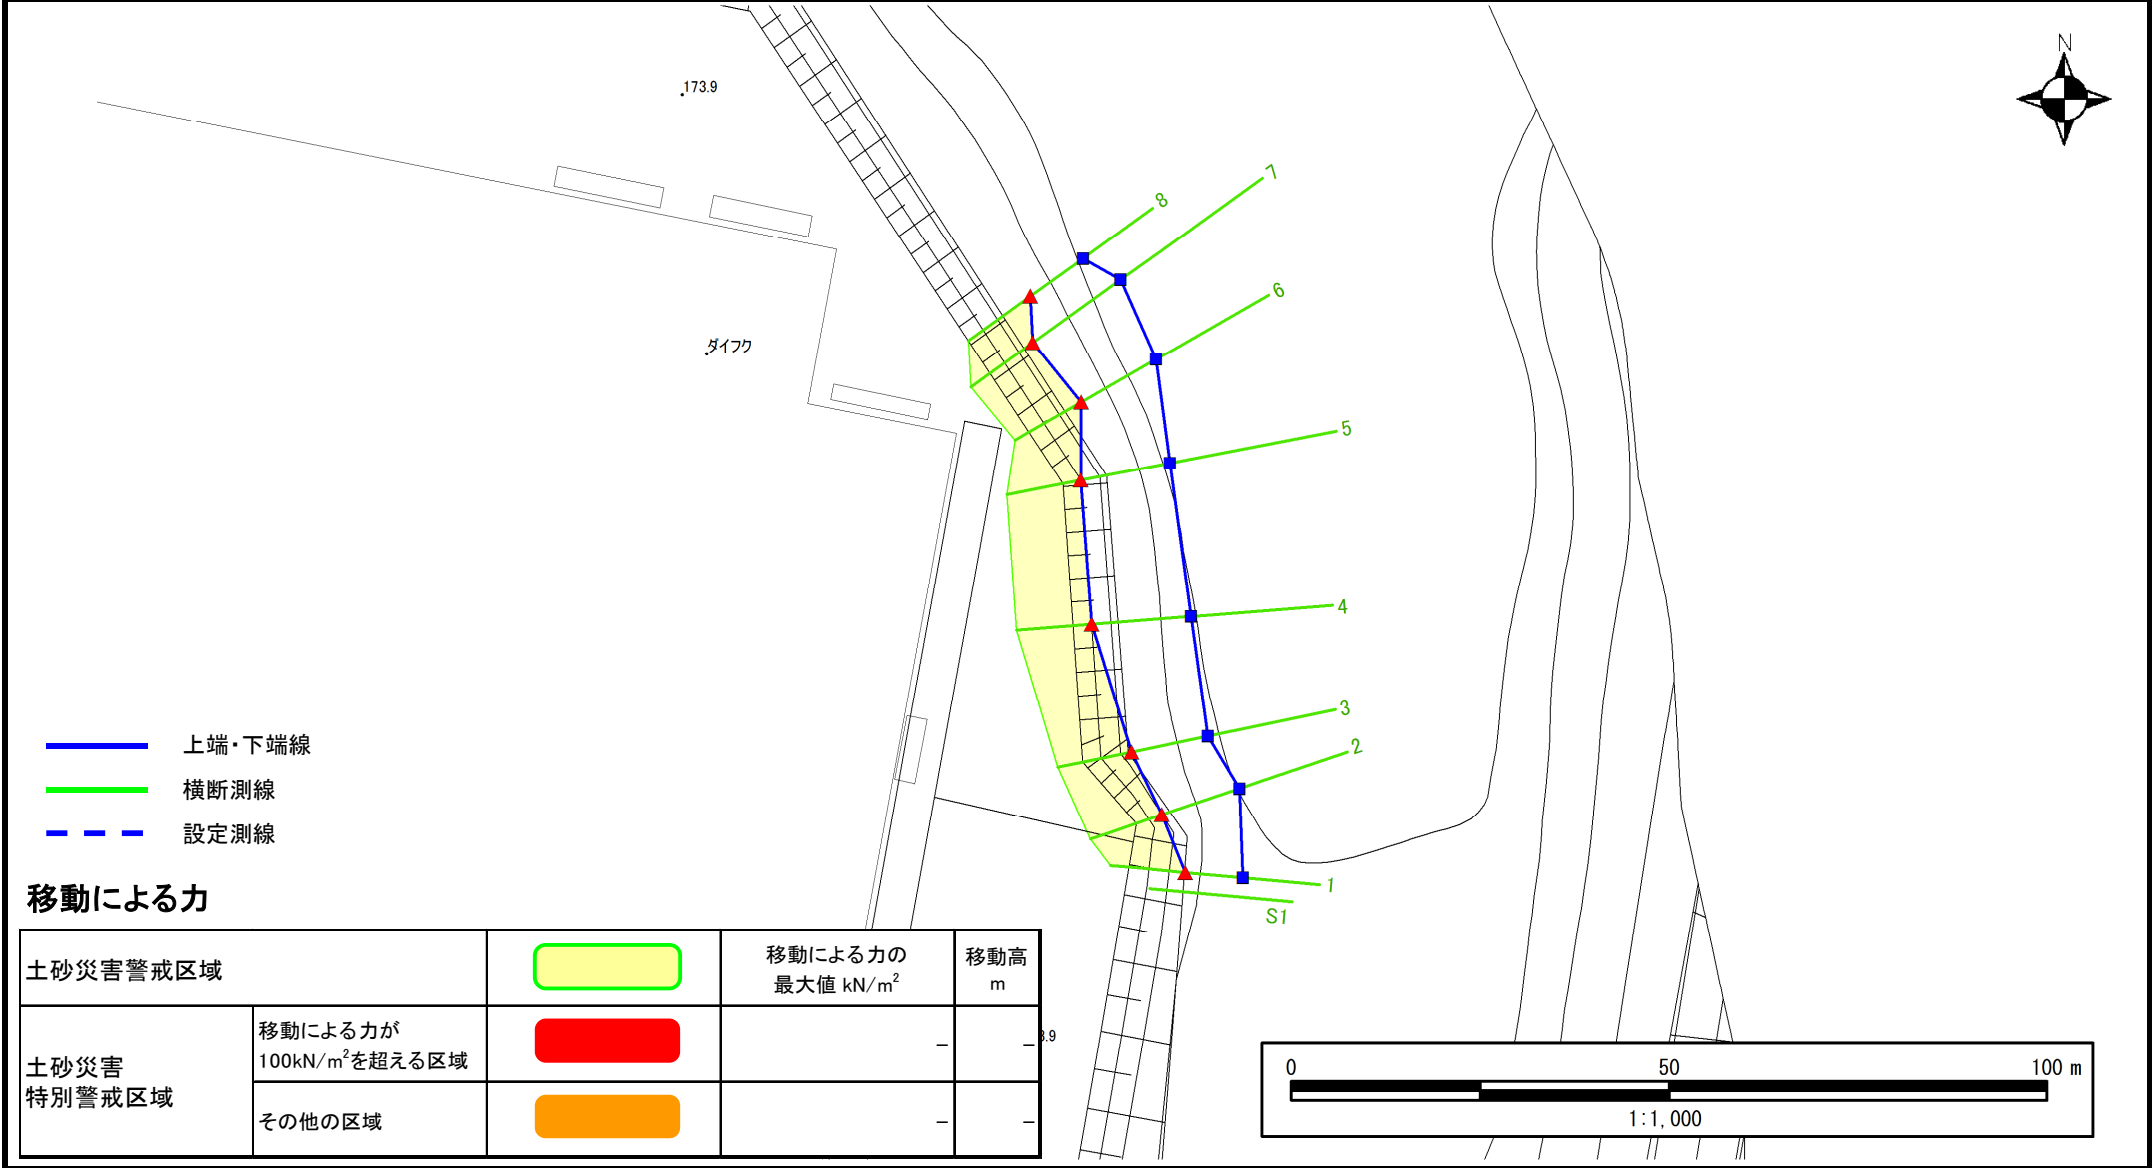 N
173.9
7
8
6
ダイフク
5
4
3
2
1
S1
上端・下端線
横断測線
設定測線
移動による力
土砂災害警戒区域
移動による力の
最大値 kN/m²
移動高
m
土砂災害
特別警戒区域
移動による力が
100kN/m²を超える区域
－
－
その他の区域
－
－
0 50 100 m
1:1,000